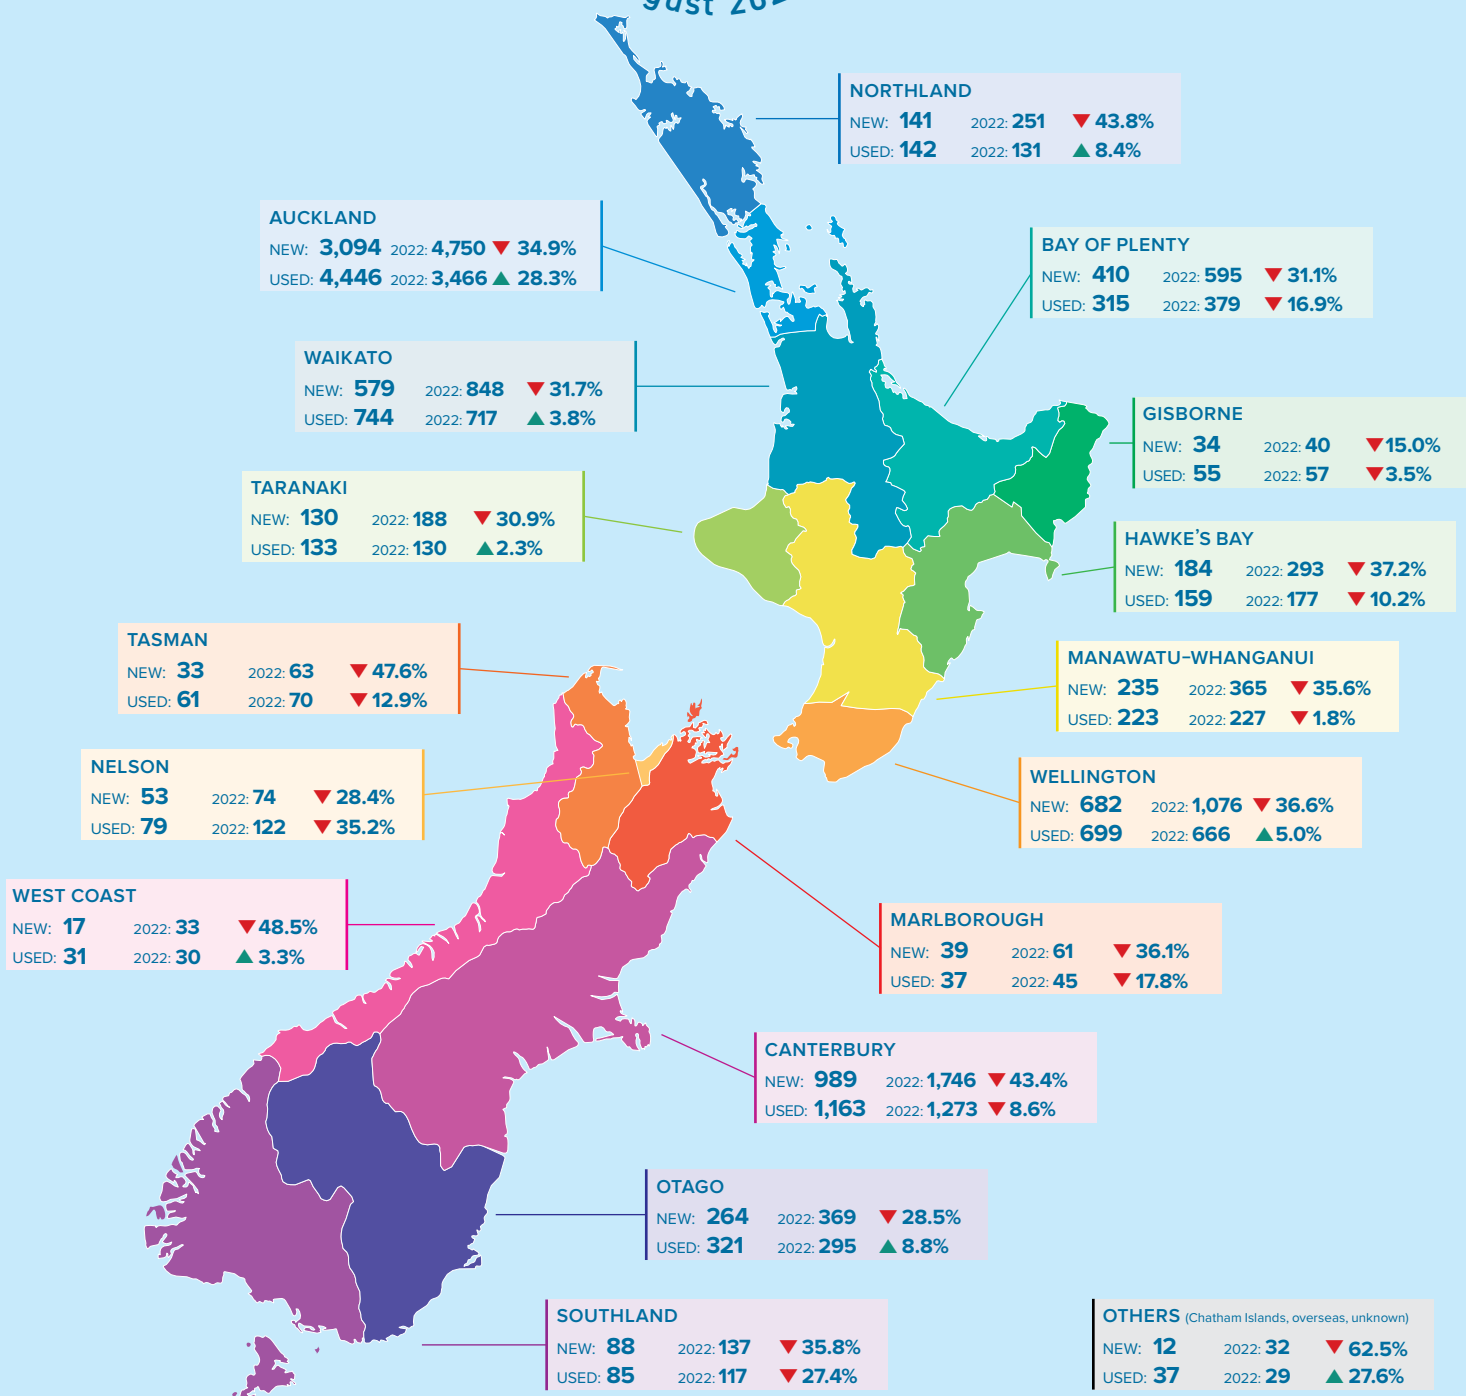 NORTHLAND
NEW: 141 2022: 251 ▼ 43.8%
USED: 142 2022: 131 ▲ 8.4%
AUCKLAND
NEW: 3,094 2022: 4,750 ▼ 34.9%
USED: 4,446 2022: 3,466 ▲ 28.3%
BAY OF PLENTY
NEW: 410 2022: 595 ▼ 31.1%
USED: 315 2022: 379 ▼ 16.9%
WAIKATO
NEW: 579 2022: 848 ▼ 31.7%
USED: 744 2022: 717 ▲ 3.8%
GISBORNE
NEW: 34 2022: 40 ▼ 15.0%
USED: 55 2022: 57 ▼ 3.5%
TARANAKI
NEW: 130 2022: 188 ▼ 30.9%
USED: 133 2022: 130 ▲ 2.3%
HAWKE'S BAY
NEW: 184 2022: 293 ▼ 37.2%
USED: 159 2022: 177 ▼ 10.2%
TASMAN
NEW: 33 2022: 63 ▼ 47.6%
USED: 61 2022: 70 ▼ 12.9%
MANAWATU-WHANGANUI
NEW: 235 2022: 365 ▼ 35.6%
USED: 223 2022: 227 ▼ 1.8%
NELSON
NEW: 53 2022: 74 ▼ 28.4%
USED: 79 2022: 122 ▼ 35.2%
WELLINGTON
NEW: 682 2022: 1,076 ▼ 36.6%
USED: 699 2022: 666 ▲ 5.0%
WEST COAST
NEW: 17 2022: 33 ▼ 48.5%
USED: 31 2022: 30 ▲ 3.3%
MARLBOROUGH
NEW: 39 2022: 61 ▼ 36.1%
USED: 37 2022: 45 ▼ 17.8%
CANTERBURY
NEW: 989 2022: 1,746 ▼ 43.4%
USED: 1,163 2022: 1,273 ▼ 8.6%
OTAGO
NEW: 264 2022: 369 ▼ 28.5%
USED: 321 2022: 295 ▲ 8.8%
SOUTHLAND
NEW: 88 2022: 137 ▼ 35.8%
USED: 85 2022: 117 ▼ 27.4%
OTHERS (Chatham Islands, overseas, unknown)
NEW: 12 2022: 32 ▼ 62.5%
USED: 37 2022: 29 ▲ 27.6%